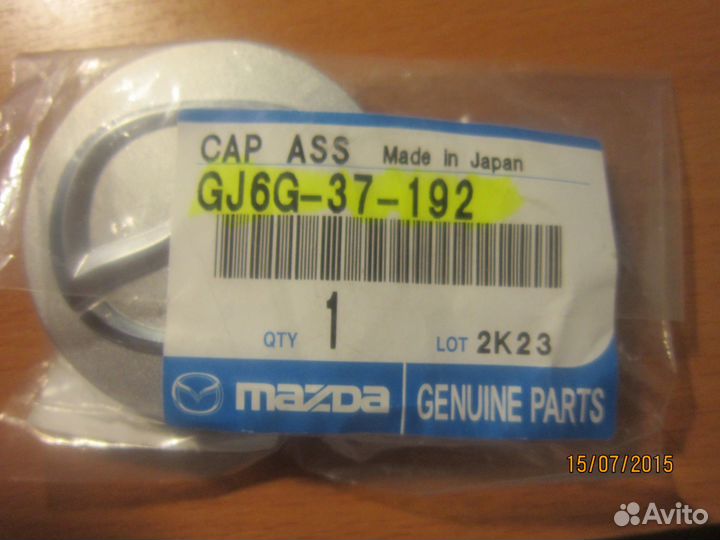 CAP ASS Made in Japan
GJ6G-37-192
QTY 1 LOT 2K23
mazda GENUINE PARTS
15/07/2015
Avito